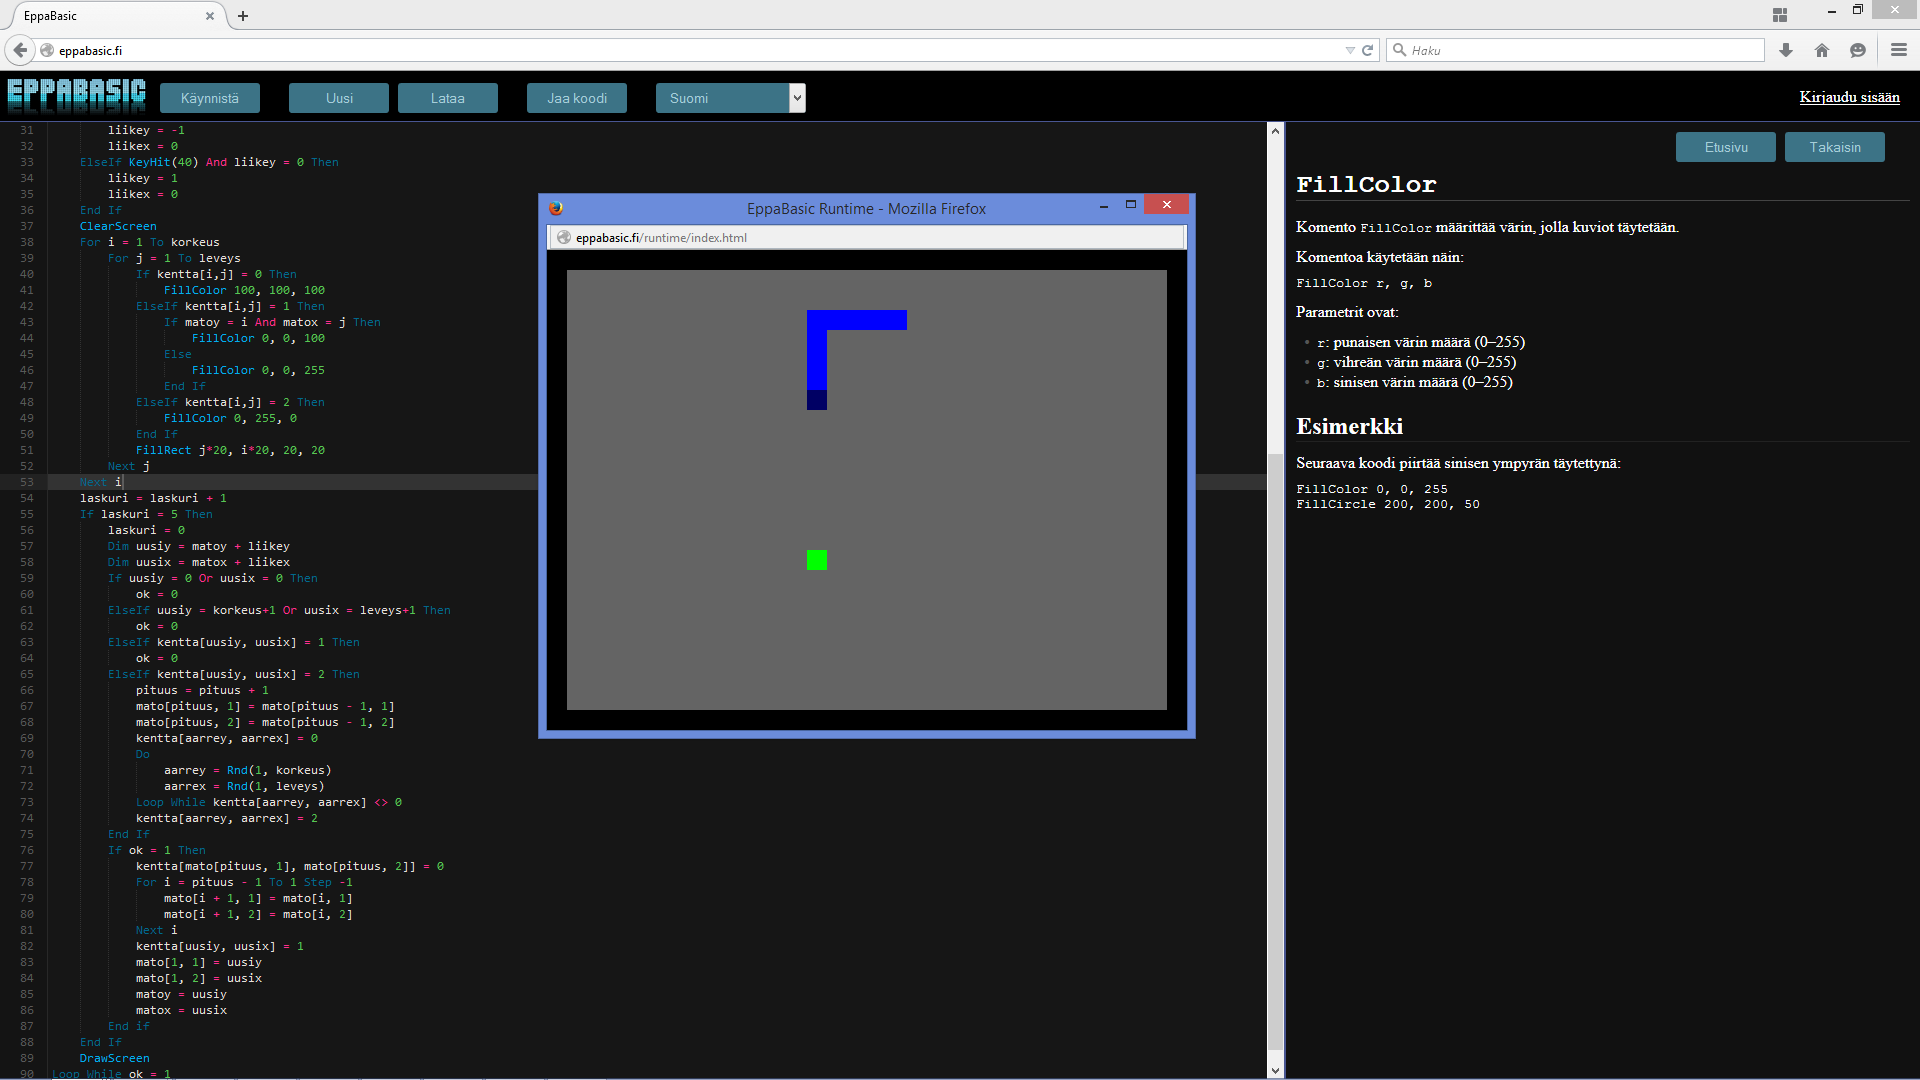 EppaBasic
eppabasic.fi
Haku
EPPABASIC
Käynnistä
Uusi
Lataa
Jaa koodi
Suomi
Kirjaudu sisään
31 liikey = -1
32 liikex = 0
33 ElseIf KeyHit(40) And liikey = 0 Then
34 liikey = 1
35 liikex = 0
36 End If
37 ClearScreen
38 For i = 1 To korkeus
39 For j = 1 To leveys
40 If kentta[i,j] = 0 Then
41 FillColor 100, 100, 100
42 ElseIf kentta[i,j] = 1 Then
43 If matoy = i And matox = j Then
44 FillColor 0, 0, 100
45 Else
46 FillColor 0, 0, 255
47 End If
48 ElseIf kentta[i,j] = 2 Then
49 FillColor 0, 255, 0
50 End If
51 FillRect j*20, i*20, 20, 20
52 Next j
53 Next i
54 laskuri = laskuri + 1
55 If laskuri = 5 Then
56 laskuri = 0
57 Dim uusiy = matoy + liikey
58 Dim uusix = matox + liikex
59 If uusiy = 0 Or uusix = 0 Then
60 ok = 0
61 ElseIf uusiy = korkeus+1 Or uusix = leveys+1 Then
62 ok = 0
63 ElseIf kentta[uusiy, uusix] = 1 Then
64 ok = 0
65 ElseIf kentta[uusiy, uusix] = 2 Then
66 pituus = pituus + 1
67 mato[pituus, 1] = mato[pituus - 1, 1]
68 mato[pituus, 2] = mato[pituus - 1, 2]
69 kentta[aarrey, aarrex] = 0
70 Do
71 aarrey = Rnd(1, korkeus)
72 aarrex = Rnd(1, leveys)
73 Loop While kentta[aarrey, aarrex] <> 0
74 kentta[aarrey, aarrex] = 2
75 End If
76 If ok = 1 Then
77 kentta[mato[pituus, 1], mato[pituus, 2]] = 0
78 For i = pituus - 1 To 1 Step -1
79 mato[i + 1, 1] = mato[i, 1]
80 mato[i + 1, 2] = mato[i, 2]
81 Next i
82 kentta[uusiy, uusix] = 1
83 mato[1, 1] = uusiy
84 mato[1, 2] = uusix
85 matoy = uusiy
86 matox = uusix
87 End if
88 End If
89 DrawScreen
90 Loop While ok = 1
EppaBasic Runtime - Mozilla Firefox
eppabasic.fi/runtime/index.html
Etusivu
Takaisin
FillColor
Komento FillColor määrittää värin, jolla kuviot täytetään.
Komentoa käytetään näin:
FillColor r, g, b
Parametrit ovat:
• r: punaisen värin määrä (0–255)
• g: vihreän värin määrä (0–255)
• b: sinisen värin määrä (0–255)
Esimerkki
Seuraava koodi piirtää sinisen ympyrän täytettynä:
FillColor 0, 0, 255
FillCircle 200, 200, 50